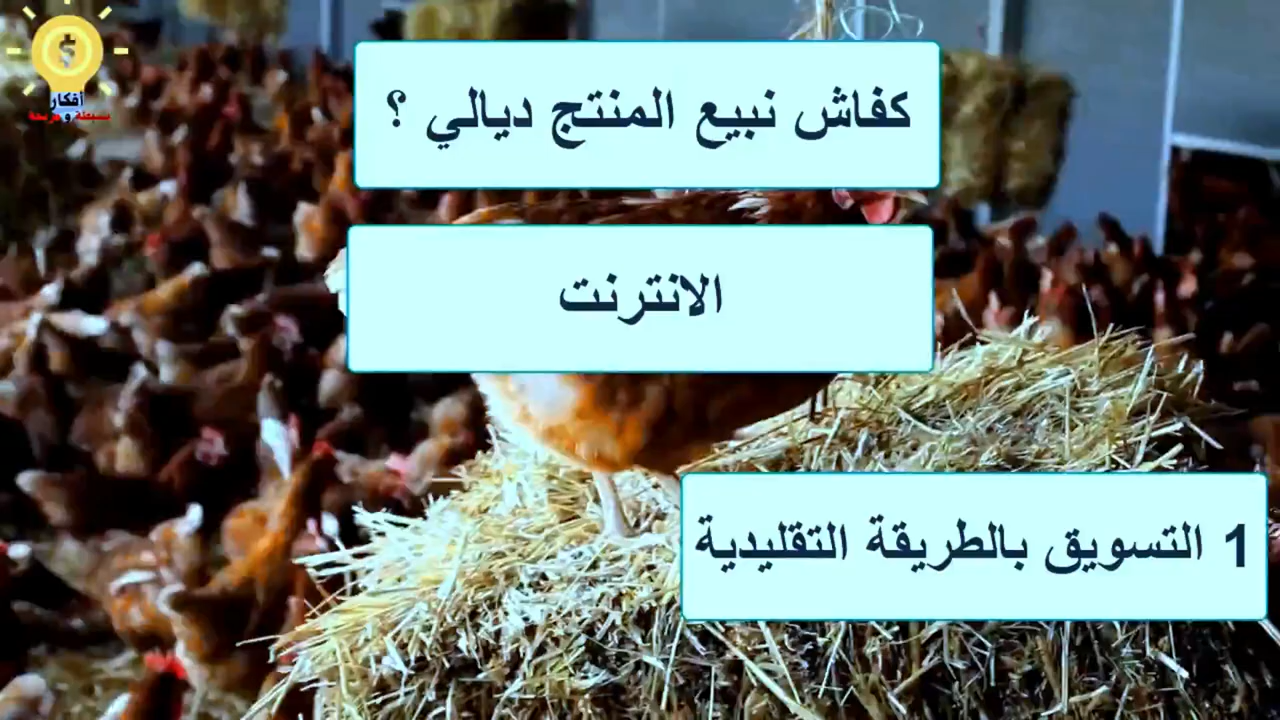 أفكار
كفاش نبيع المنتج ديالي ؟
الانترنت
1 التسويق بالطريقة التقليدية